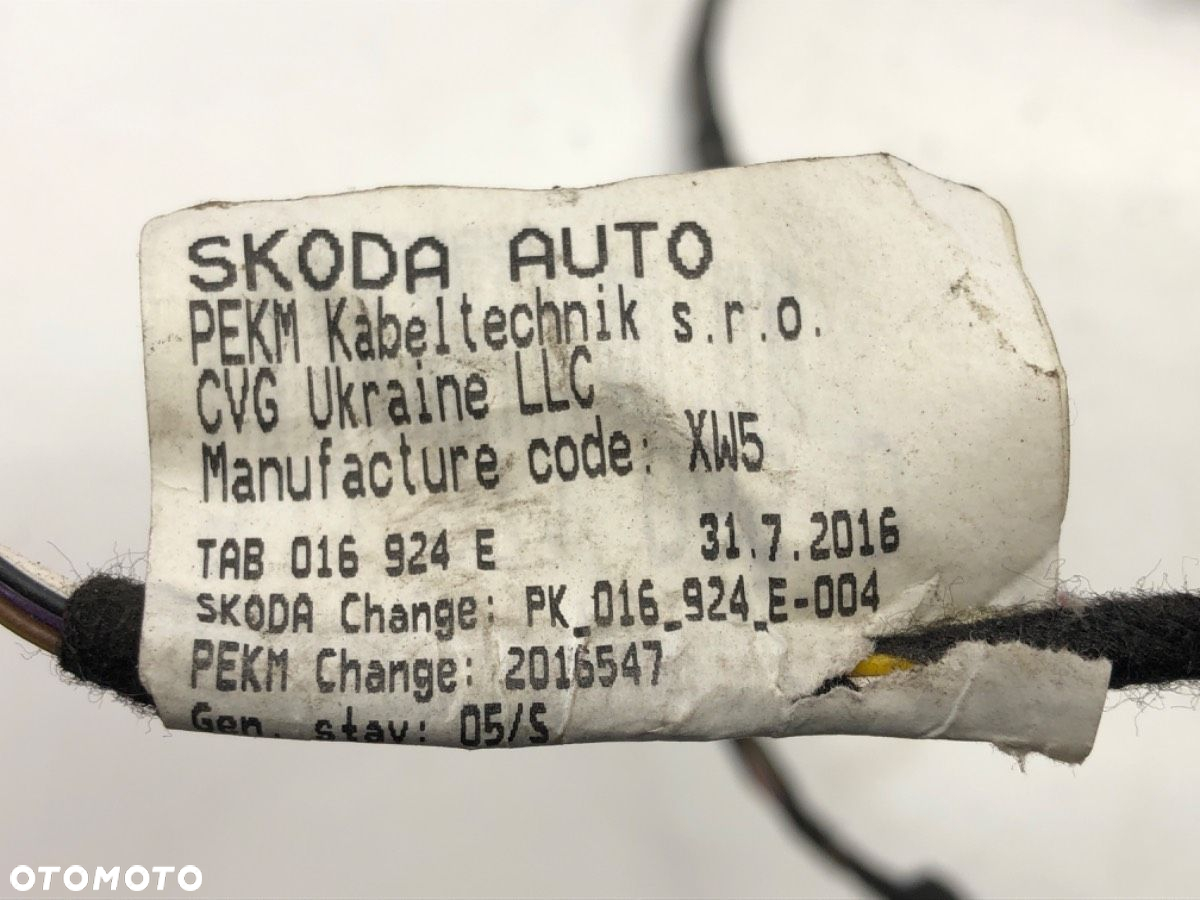 SKODA AUTO
PEKM Kabeltechnik s.r.o.
CVG Ukraine LLC
Manufacture code: XW5
TAB 016 924 E 31.7.2016
SKODA Change: PK_016_924_E-004
PEKM Change: 2016547
Gen. stav: 05/S
OTOMOTO